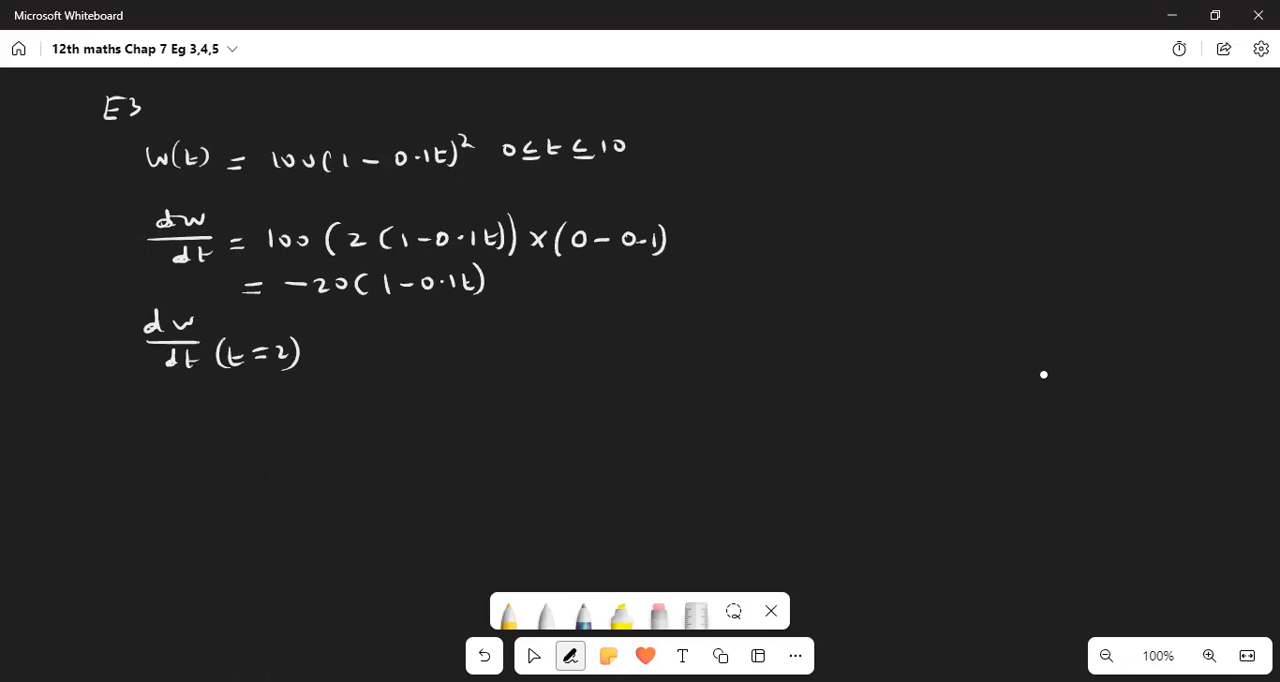 Microsoft Whiteboard
12th maths Chap 7 Eg 3,4,5
E3
W(t) = 100(1 - 0.1t)² 0 ≤ t ≤ 10
dw/dt = 100 (2 (1-0.1t)) × (0 - 0.1)
= -20(1-0.1t)
dw/dt (t=2)
100%